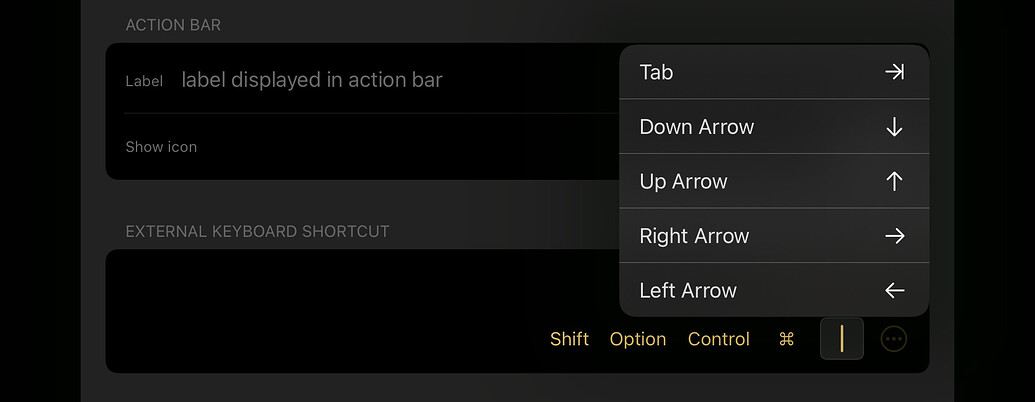 ACTION BAR
Label label displayed in action bar
Show icon
EXTERNAL KEYBOARD SHORTCUT
Tab
Down Arrow
Up Arrow
Right Arrow
Left Arrow
Shift Option Control ⌘